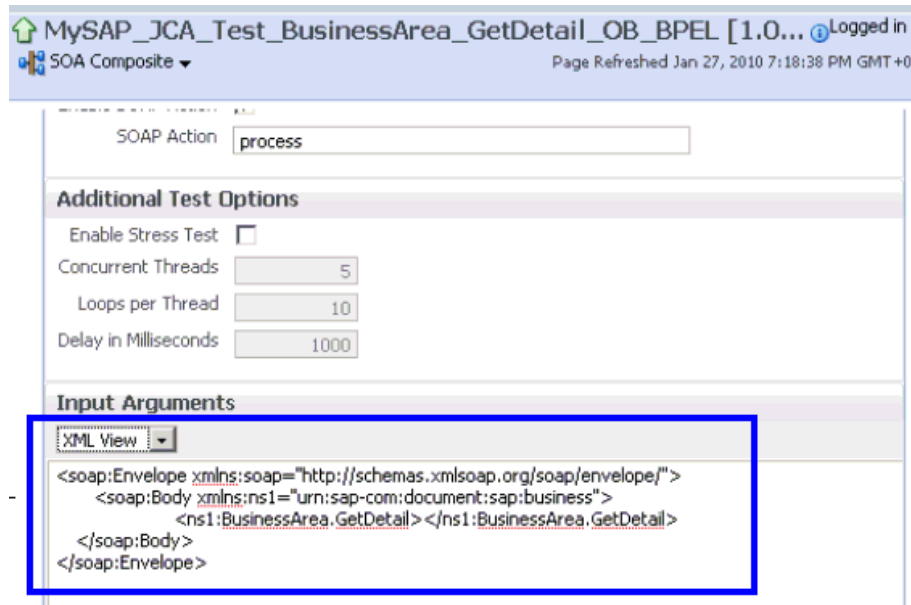 MySAP_JCA_Test_BusinessArea_GetDetail_OB_BPEL [1.0... Logged in
SOA Composite Page Refreshed Jan 27, 2010 7:18:38 PM GMT+0
SOAP Action process
Additional Test Options
Enable Stress Test
Concurrent Threads 5
Loops per Thread 10
Delay in Milliseconds 1000
Input Arguments
XML View
<soap:Envelope xmlns:soap="http://schemas.xmlsoap.org/soap/envelope/">
<soap:Body xmlns:ns1="urn:sap-com:document:sap:business">
<ns1:BusinessArea.GetDetail></ns1:BusinessArea.GetDetail>
</soap:Body>
</soap:Envelope>